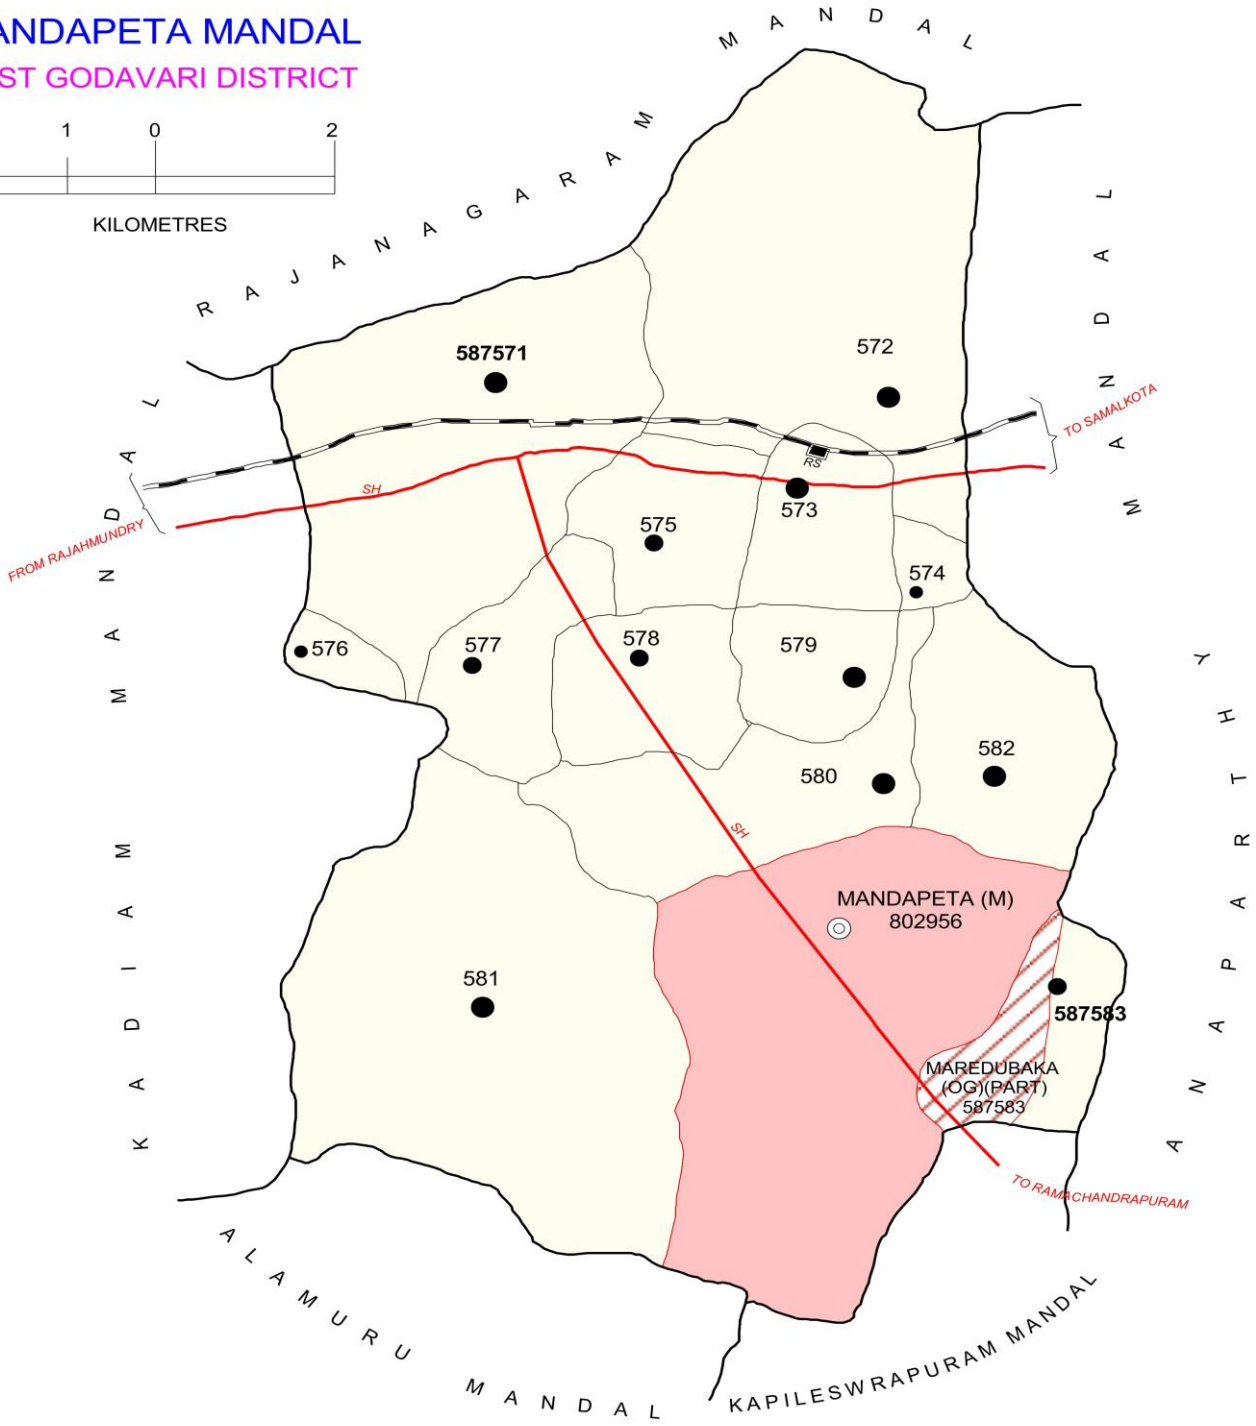 ANDAPETA MANDAL
ST GODAVARI DISTRICT
1 0 2
KILOMETRES
RAJANAGARAM MANDAL
MANDAL
587571
572
TO SAMALKOTA
RS
SH
573
FROM RAJAHMUNDRY
575
574
576
577
578
579
580
582
SH
MANDAPETA (M)
802956
581
587583
MAREDUBAKA
(OG)(PART)
587583
TO RAMACHANDRAPURAM
KADIAM MANDAL
ANAPARTHY MANDAL
ALAMURU MANDAL
KAPILESWRAPURAM MANDAL